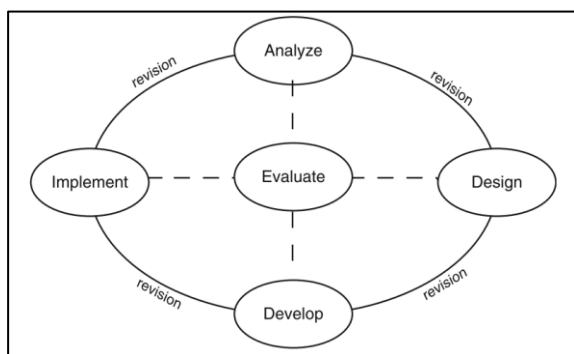 Analyze
revision
revision
Implement
Evaluate
Design
revision
revision
Develop